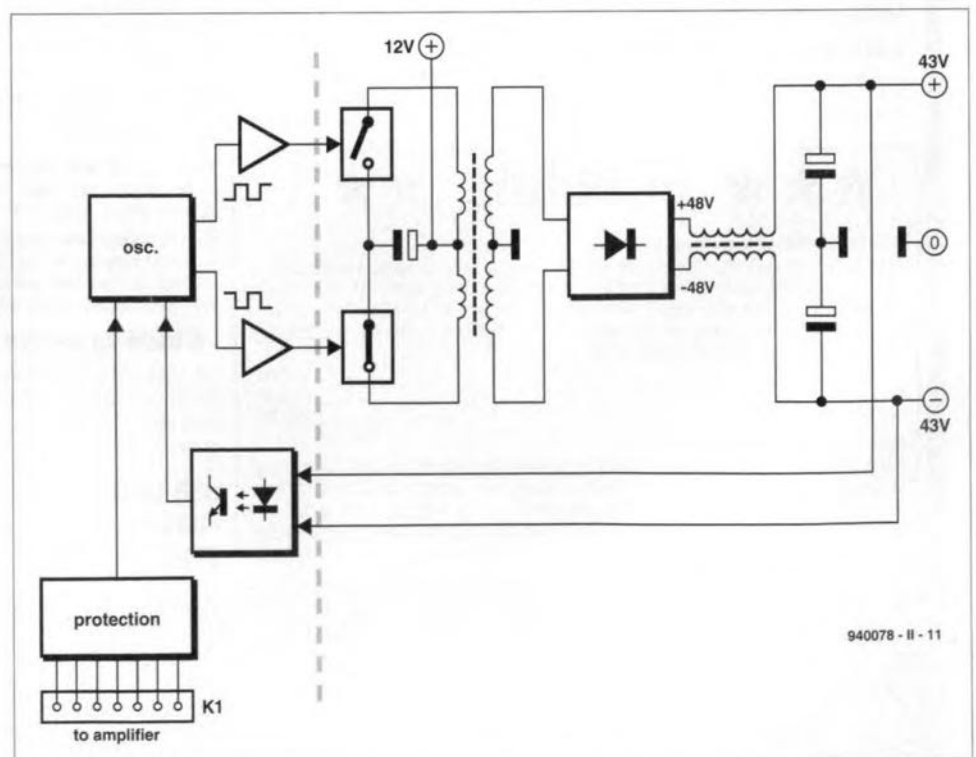 12V +
43V
+
osc.
+48V
-48V
0
-
43V
protection
940078 - II - 11
K1
to amplifier